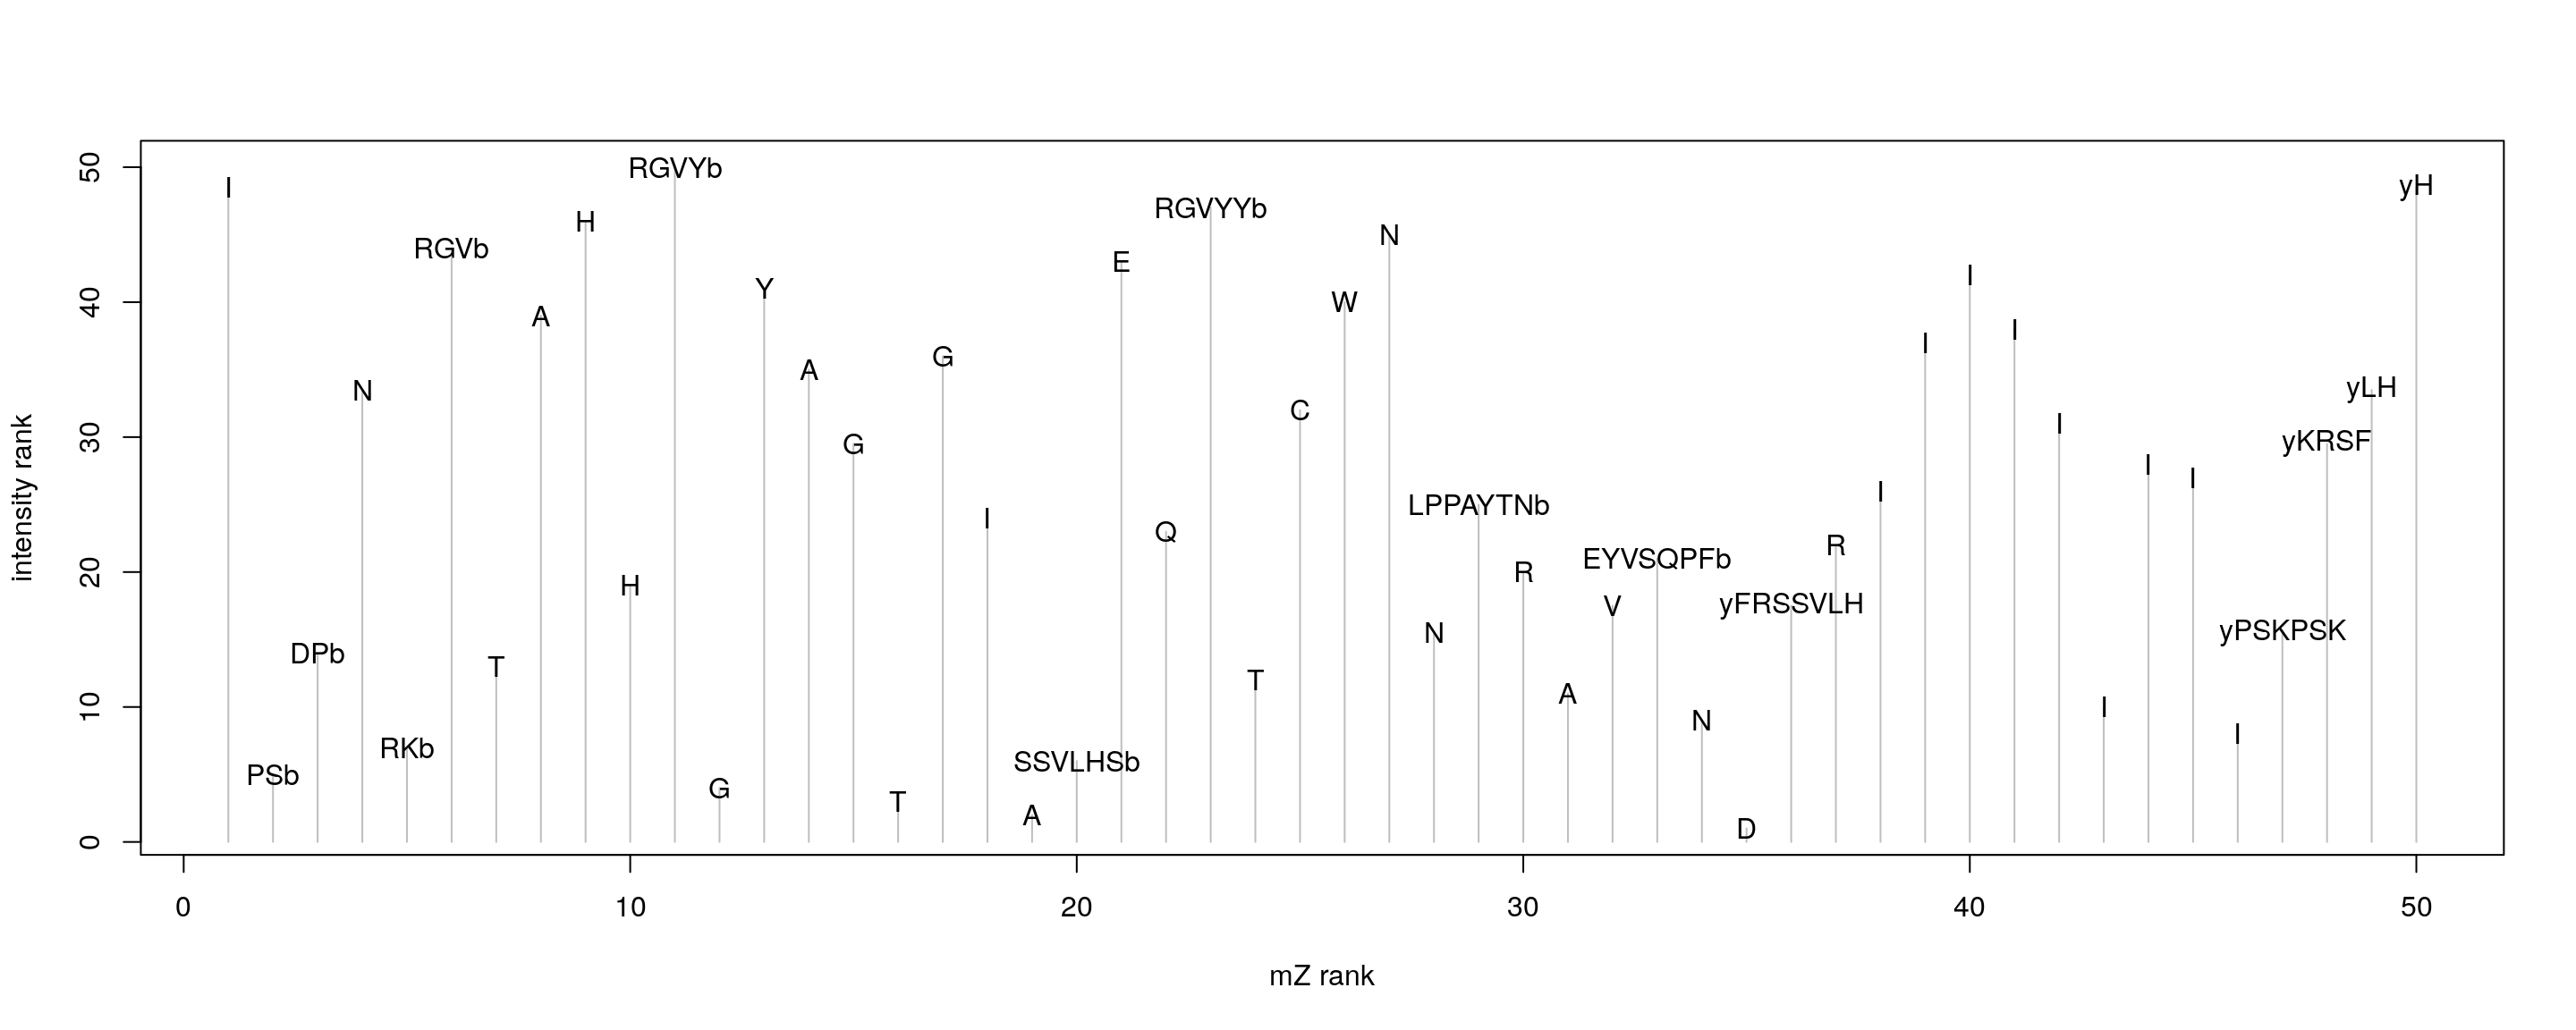 50
RGVYb
I
yH
RGVYYb
H
N
RGVb
E
I
40
Y
W
A
I
I
G
A
N
yLH
C
I
30
G
yKRSF
I
I
I
LPPAYTNb
I
Q
R
EYVSQPFb
20
R
H
V
yFRSSVLH
N
yPSKPSK
DPb
T
T
A
10
I
N
I
RKb
SSVLHSb
PSb
G
T
A
D
0
intensity rank
0 10 20 30 40 50
mZ rank